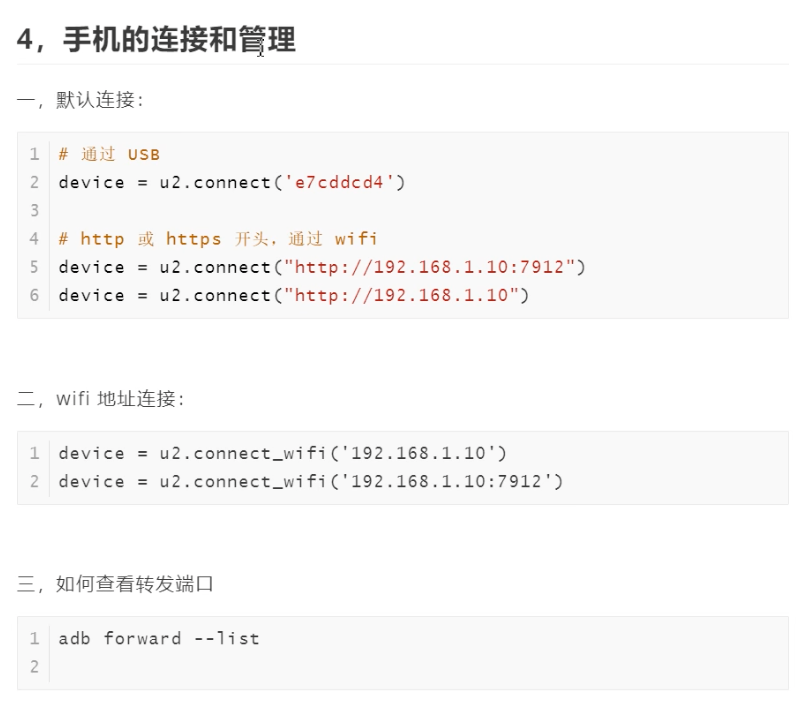 4，手机的连接和管理
一，默认连接：
1 # 通过 USB
2 device = u2.connect('e7cddcd4')
3
4 # http 或 https 开头，通过 wifi
5 device = u2.connect("http://192.168.1.10:7912")
6 device = u2.connect("http://192.168.1.10")
二，wifi 地址连接：
1 device = u2.connect_wifi('192.168.1.10')
2 device = u2.connect_wifi('192.168.1.10:7912')
三，如何查看转发端口
1 adb forward --list
2